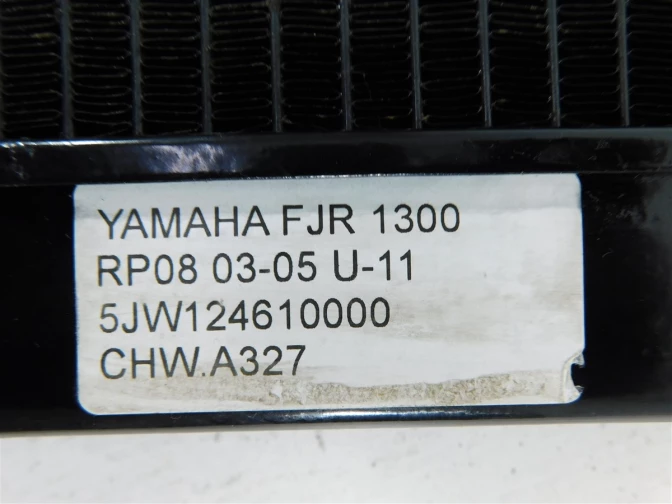 YAMAHA FJR 1300
RP08 03-05 U-11
5JW124610000
CHW.A327